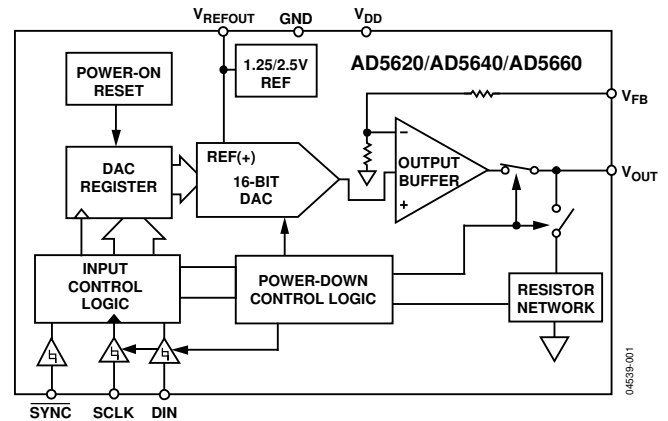 VREFOUT
GND
VDD
1.25/2.5V
REF
AD5620/AD5640/AD5660
POWER-ON
RESET
VFB
REF(+)
16-BIT
DAC
DAC
REGISTER
–
OUTPUT
BUFFER
+
VOUT
INPUT
CONTROL
LOGIC
POWER-DOWN
CONTROL LOGIC
RESISTOR
NETWORK
SYNC
SCLK
DIN
04539-001